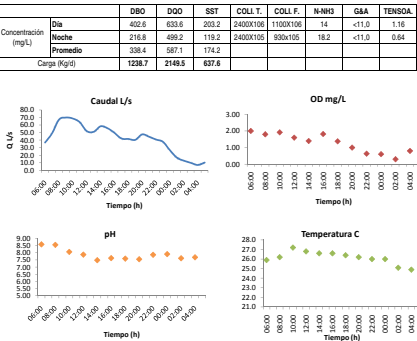 DBO DQO SST COLI. T. COLI. F. N-NH3 G&A TENSOA.
Concentración (mg/L)
Día 402.6 633.6 203.2 2400X106 1100X106 14 <11,0 1.16
Noche 216.8 499.2 119.2 2400X105 930x105 18.2 <11,0 0.64
Promedio 338.4 587.1 174.2
Carga (Kg/d) 1238.7 2149.5 637.6
Caudal L/s
Q L/s
80.0
70.0
60.0
50.0
40.0
30.0
20.0
10.0
0.0
06:00 08:00 10:00 12:00 14:00 16:00 18:00 20:00 22:00 00:00 02:00 04:00
Tiempo (h)
OD mg/L
3.00
2.00
1.00
0.00
06:00 08:00 10:00 12:00 14:00 16:00 18:00 20:00 22:00 00:00 02:00 04:00
Tiempo (h)
pH
9.00
8.50
8.00
7.50
7.00
6.50
6.00
5.50
5.00
06:00 08:00 10:00 12:00 14:00 16:00 18:00 20:00 22:00 00:00 02:00 04:00
Tiempo (h)
Temperatura C
28.0
27.0
26.0
25.0
24.0
23.0
22.0
21.0
06:00 08:00 10:00 12:00 14:00 16:00 18:00 20:00 22:00 00:00 02:00 04:00
Tiempo (h)